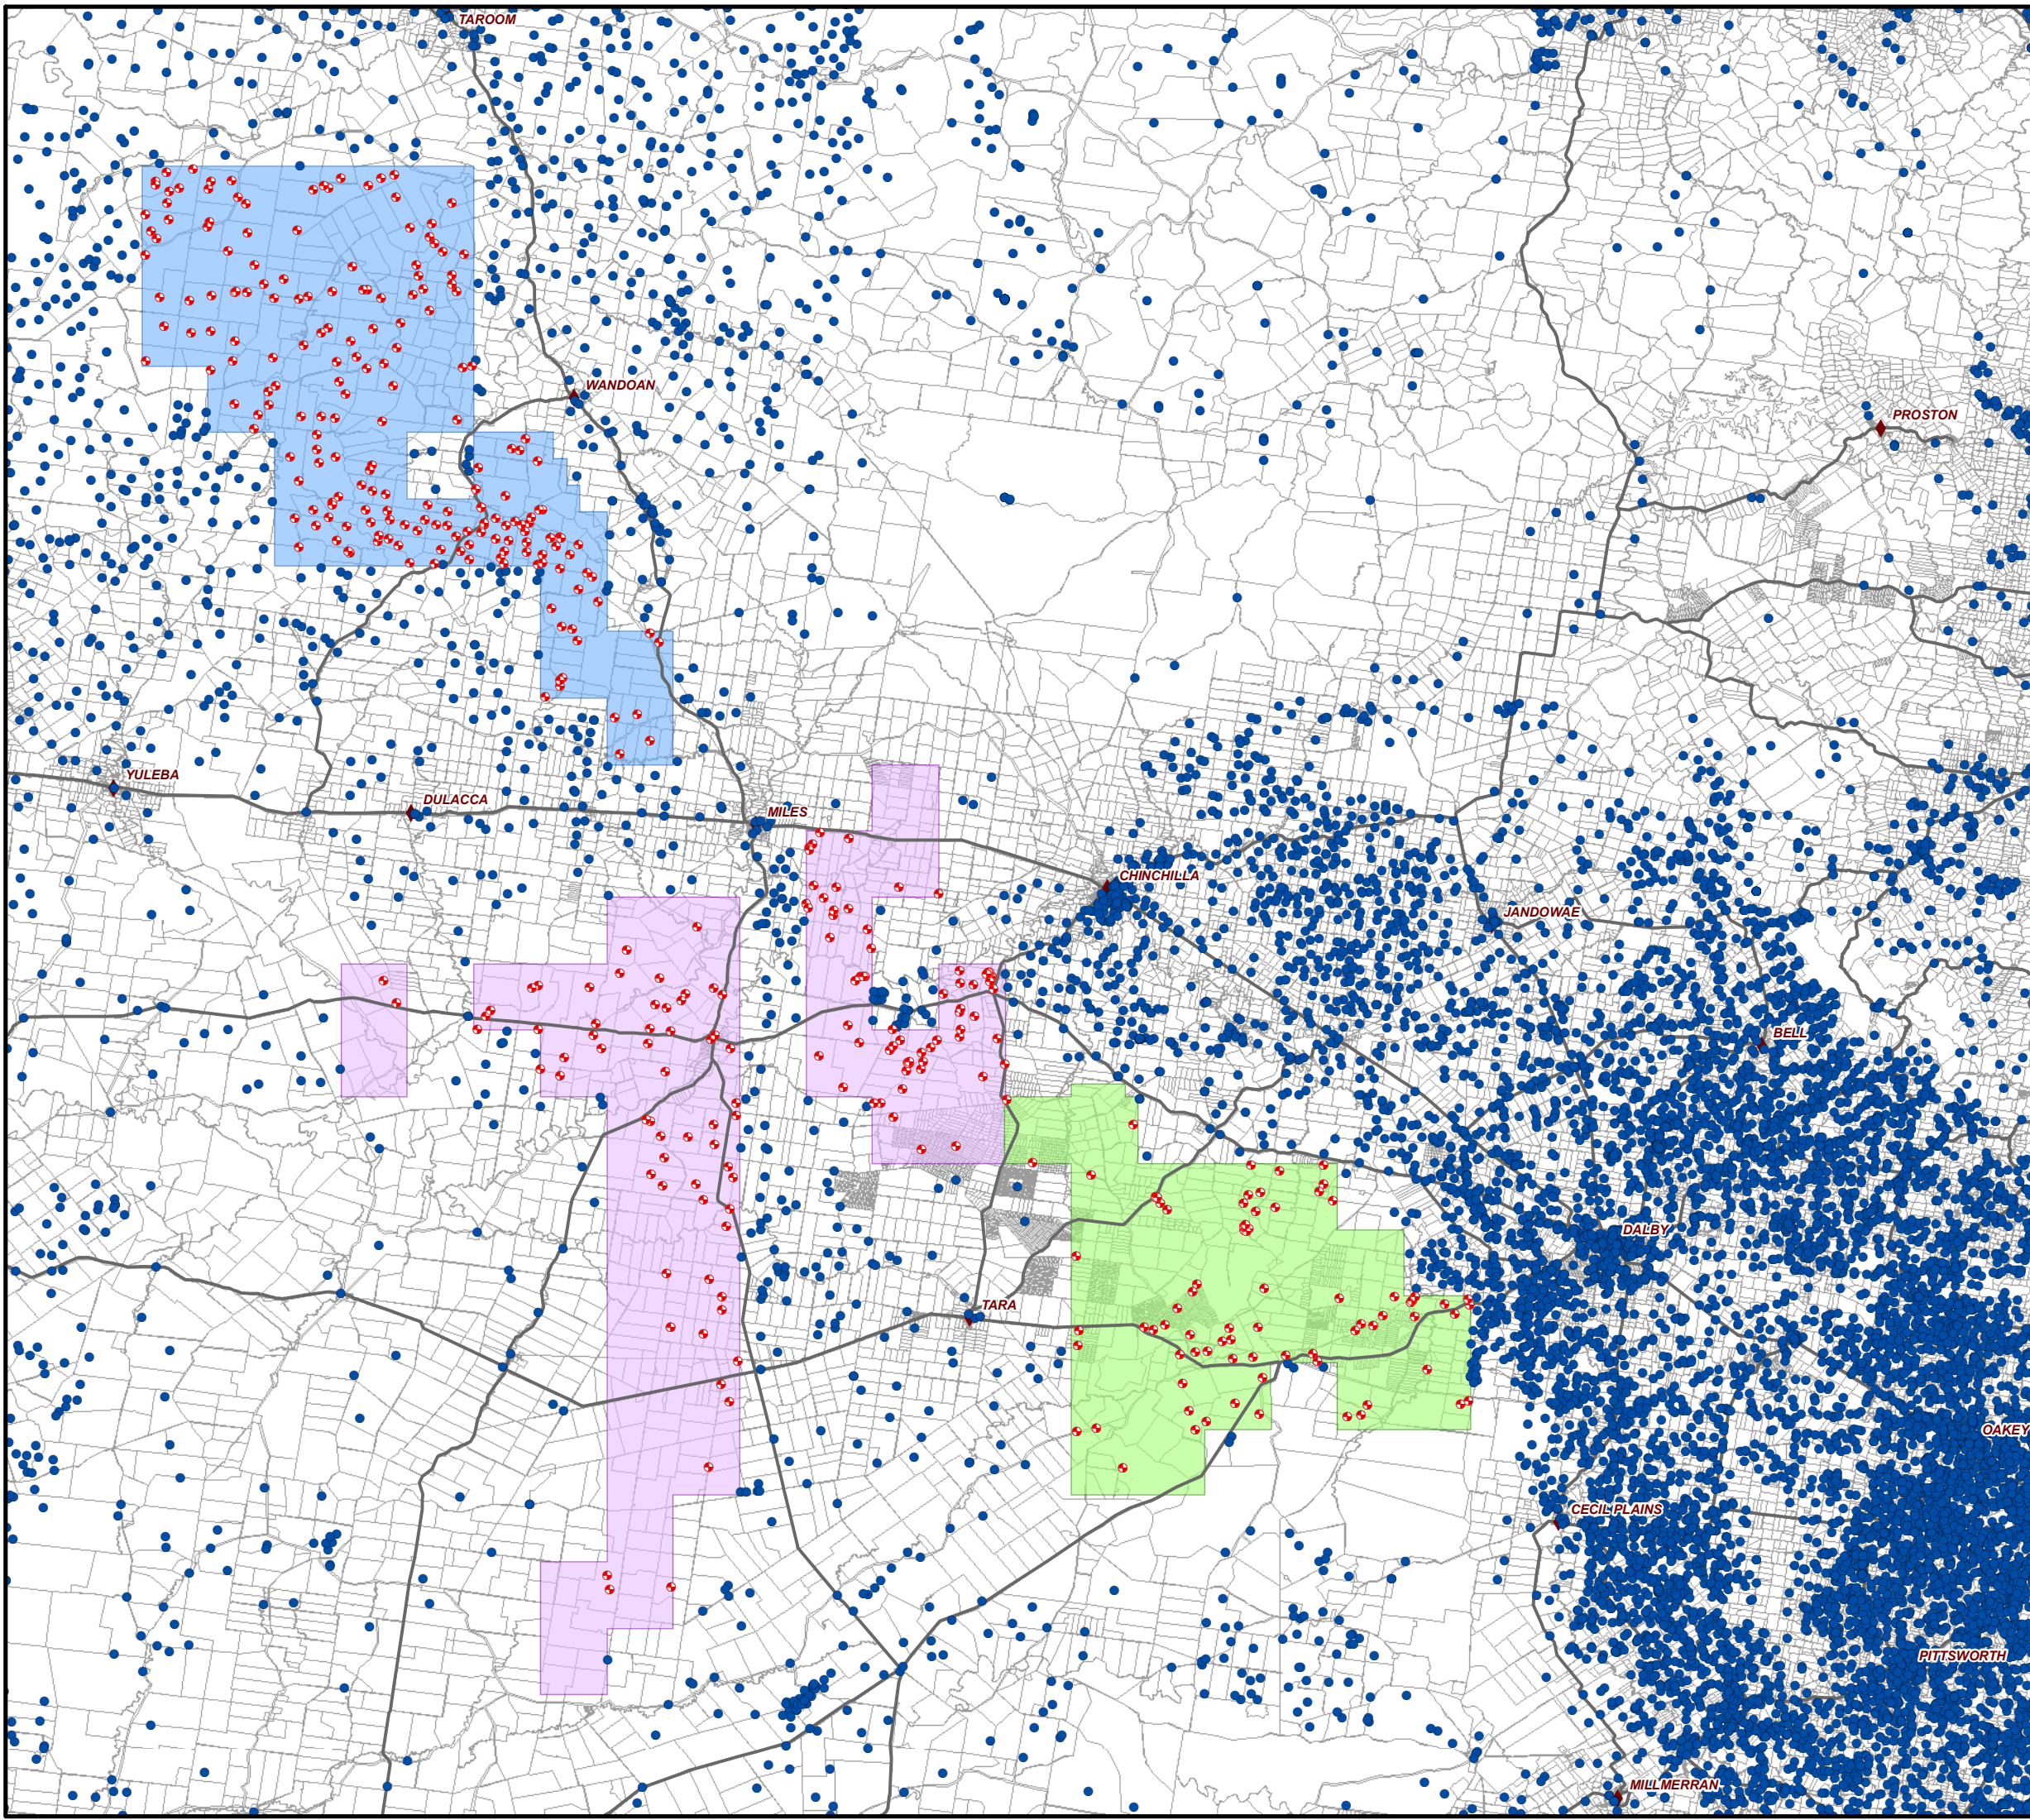 TAROOM
WANDOAN
PROSTON
YULEBA
DULACCA
MILES
CHINCHILLA
JANDOWAE
BELL
DALBY
TARA
OAKEY
CECIL PLAINS
PITTSWORTH
MILLMERRAN